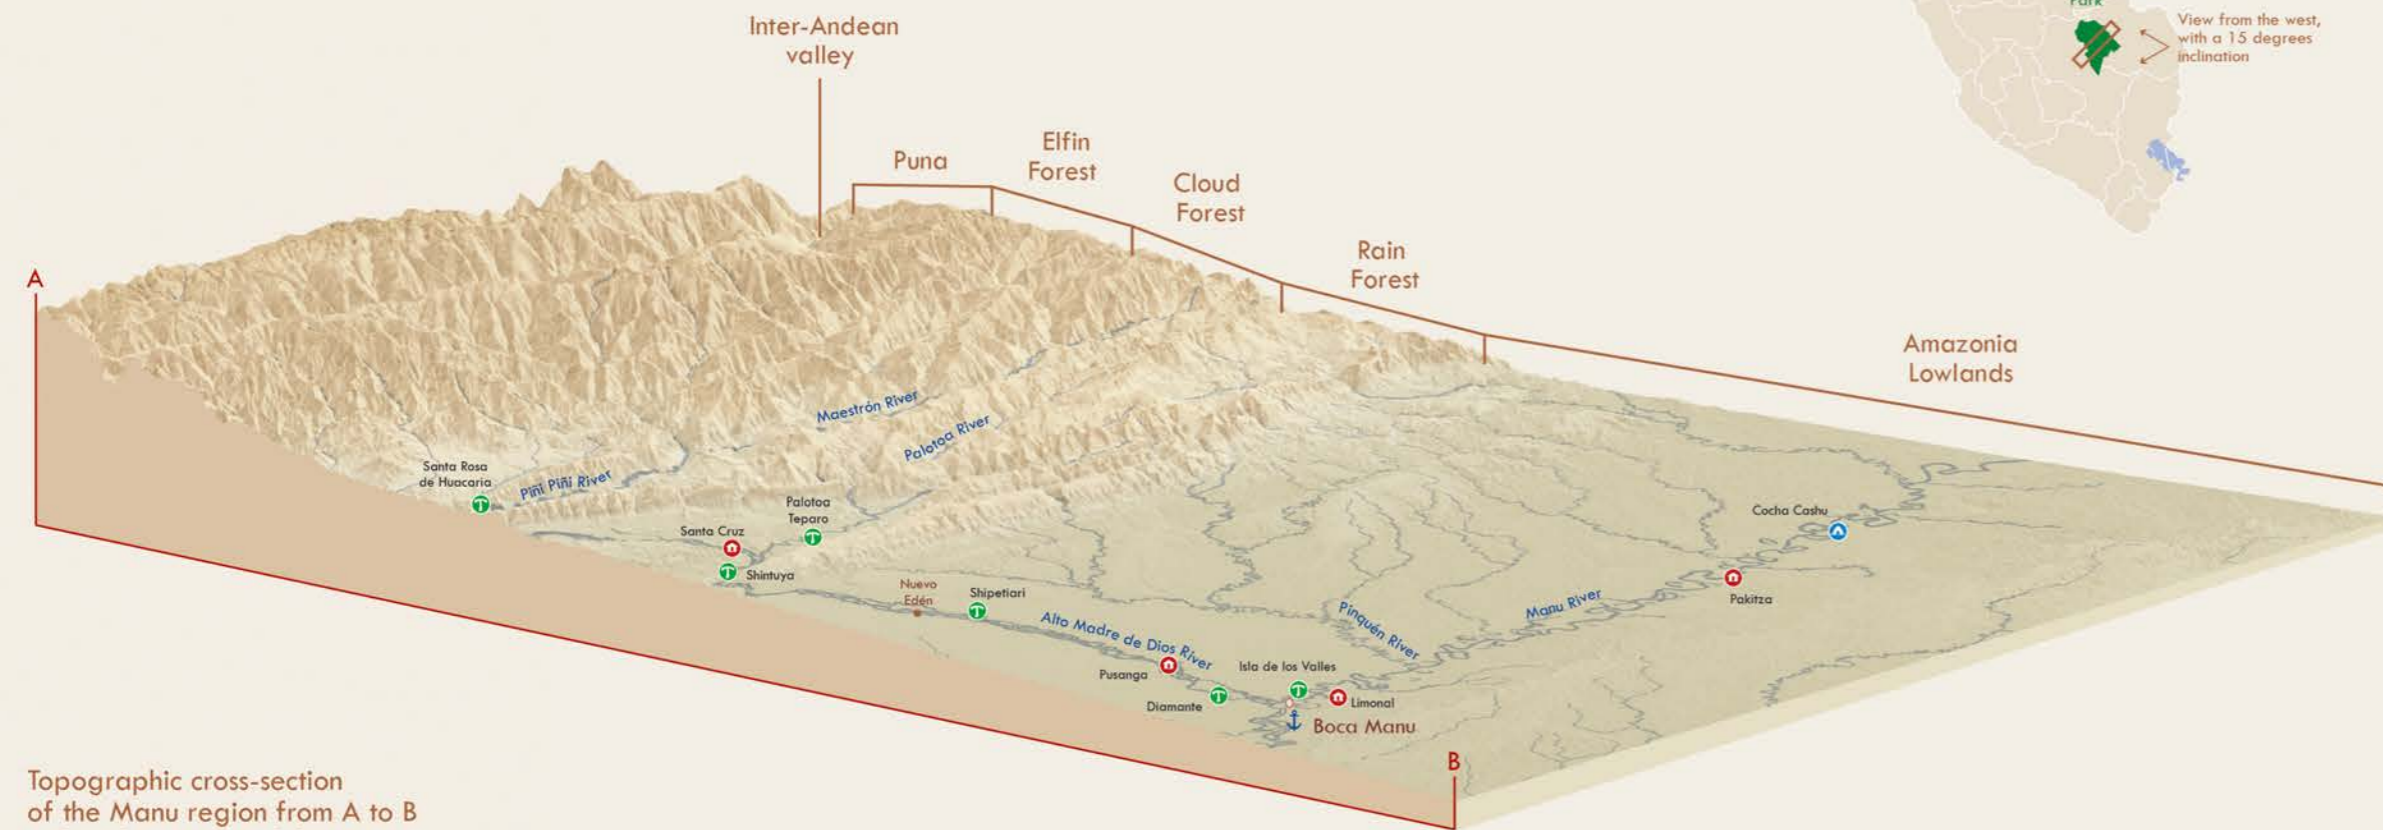 Park
View from the west,
with a 15 degrees
inclination
Inter-Andean
valley
Puna
Elfin
Forest
Cloud
Forest
Rain
Forest
Amazonia
Lowlands
A
Maestrón River
Palotoa River
Santa Rosa
de Huacaria
Piñi Piñi River
Palotoa
Teparo
Santa Cruz
Shintuya
Nuevo
Edén
Shipetiari
Alto Madre de Dios River
Pusanga
Diamante
Isla de los Valles
Limonal
Boca Manu
Pinquén River
Manu River
Cocha Cashu
Pakitza
B
Topographic cross-section
of the Manu region from A to B